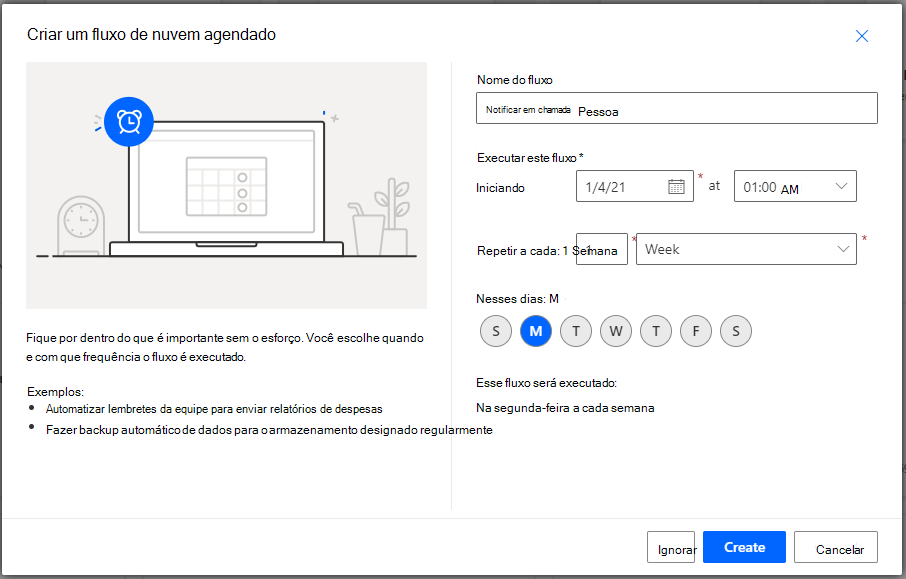 Criar um fluxo de nuvem agendado
Nome do fluxo
Notificar em chamada Pessoa
Executar este fluxo *
Iniciando
1/4/21 * at 01:00 AM
Repetir a cada: 1 Semana * Week *
Nesses dias: M
S M T W T F S
Esse fluxo será executado:
Na segunda-feira a cada semana
Fique por dentro do que é importante sem o esforço. Você escolhe quando
e com que frequência o fluxo é executado.
Exemplos:
• Automatizar lembretes da equipe para enviar relatórios de despesas
• Fazer backup automático de dados para o armazenamento designado regularmente
Ignorar Create Cancelar